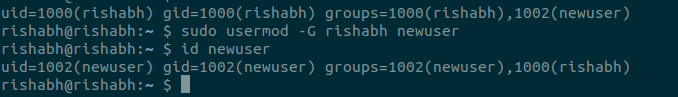 uid=1000(rishabh) gid=1000(rishabh) groups=1000(rishabh),1002(newuser)
rishabh@rishabh:~ $ sudo usermod -G rishabh newuser
rishabh@rishabh:~ $ id newuser
uid=1002(newuser) gid=1002(newuser) groups=1002(newuser),1000(rishabh)
rishabh@rishabh:~ $